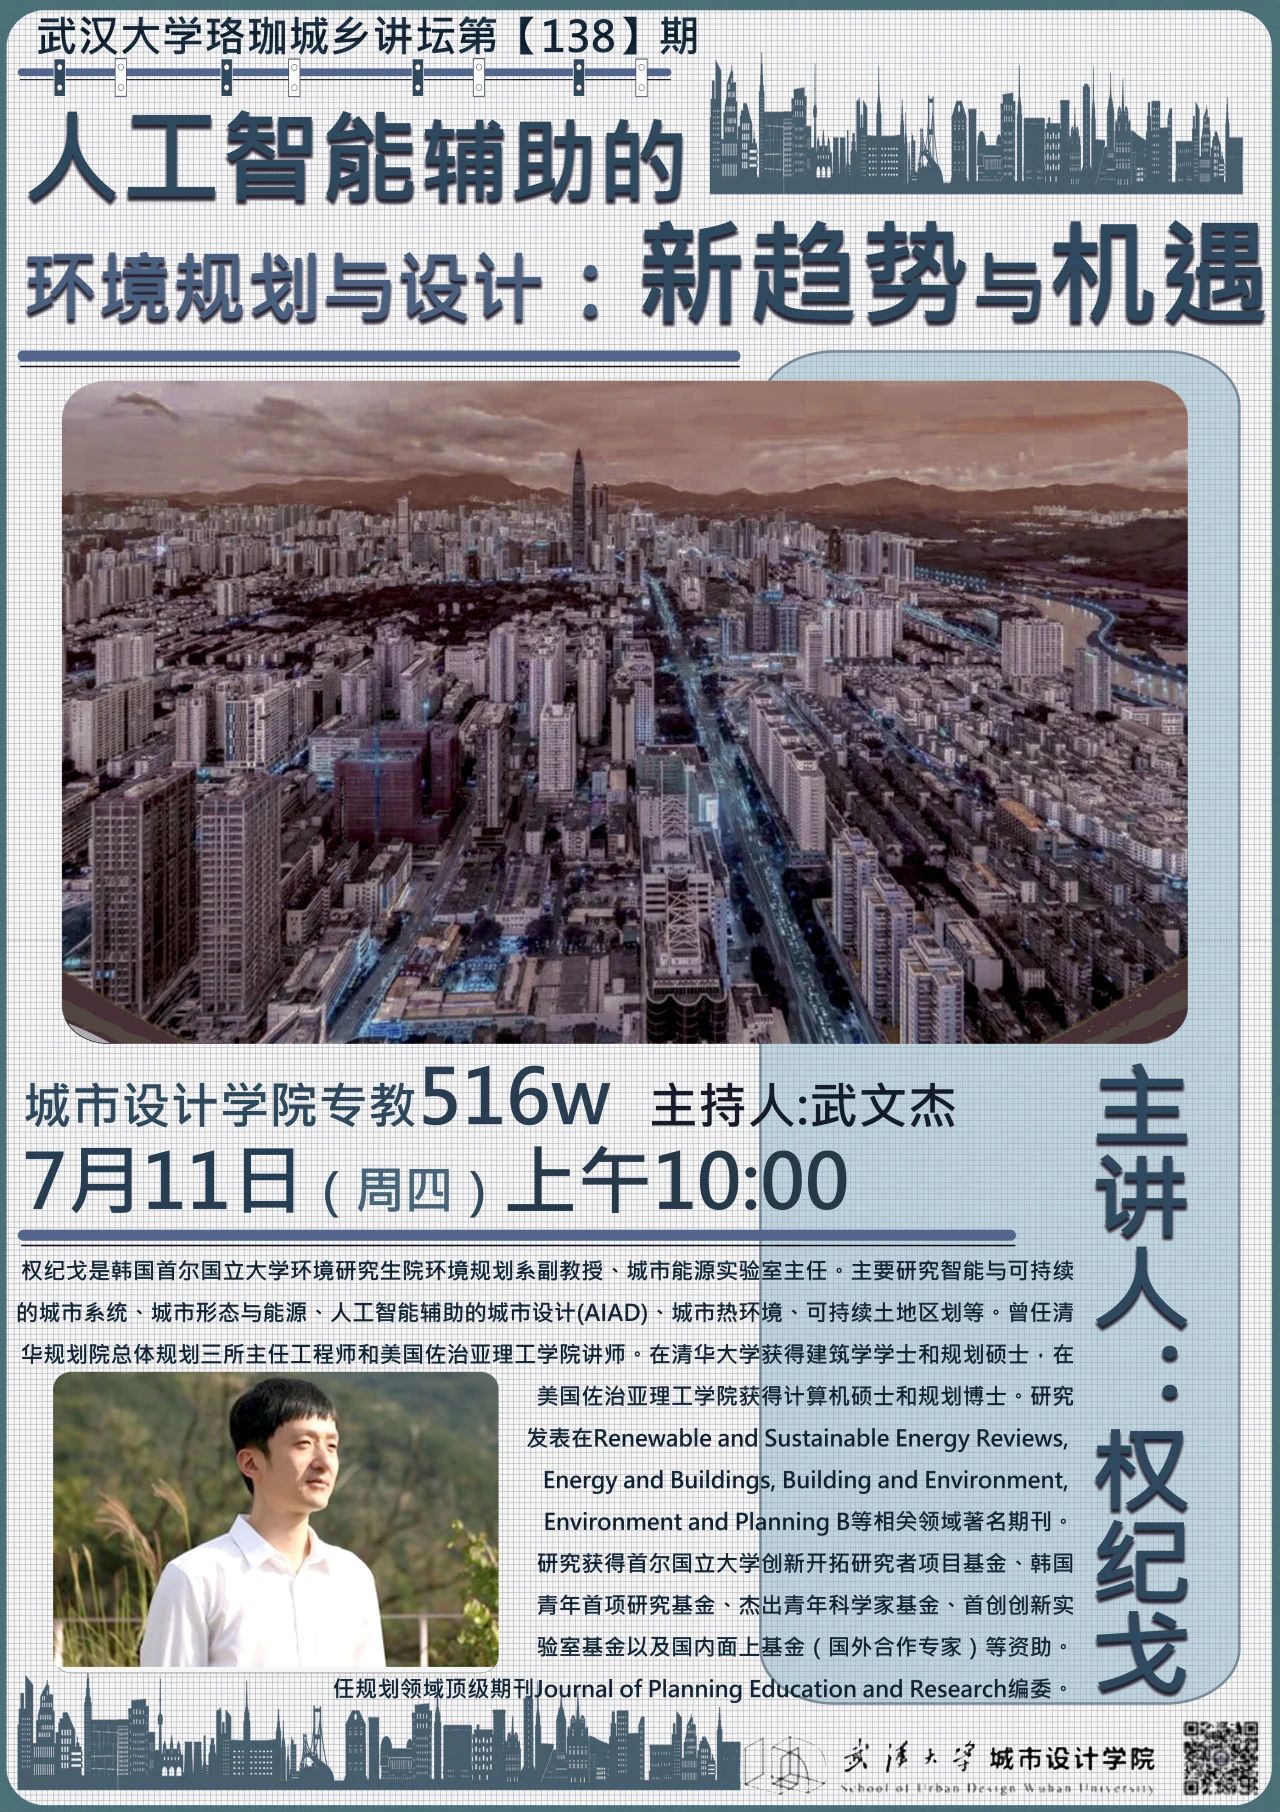 武汉大学珞珈城乡讲坛第【138】期
人工智能辅助的
环境规划与设计：新趋势与机遇
城市设计学院专教516w 主持人:武文杰
7月11日（周四）上午10:00
主讲人：权纪戈
权纪戈是韩国首尔国立大学环境研究生院环境规划系副教授、城市能源实验室主任。主要研究智能与可持续
的城市系统、城市形态与能源、人工智能辅助的城市设计(AIAD)、城市热环境、可持续土地区划等。曾任清
华规划院总体规划三所主任工程师和美国佐治亚理工学院讲师。在清华大学获得建筑学学士和规划硕士，在
美国佐治亚理工学院获得计算机硕士和规划博士。研究
发表在Renewable and Sustainable Energy Reviews,
Energy and Buildings, Building and Environment,
Environment and Planning B等相关领域著名期刊。
研究获得首尔国立大学创新开拓研究者项目基金、韩国
青年首项研究基金、杰出青年科学家基金、首创创新实
验室基金以及国内面上基金（国外合作专家）等资助。
任规划领域顶级期刊Journal of Planning Education and Research编委。
武汉大学 城市设计学院
School of Urban Design Wuhan University